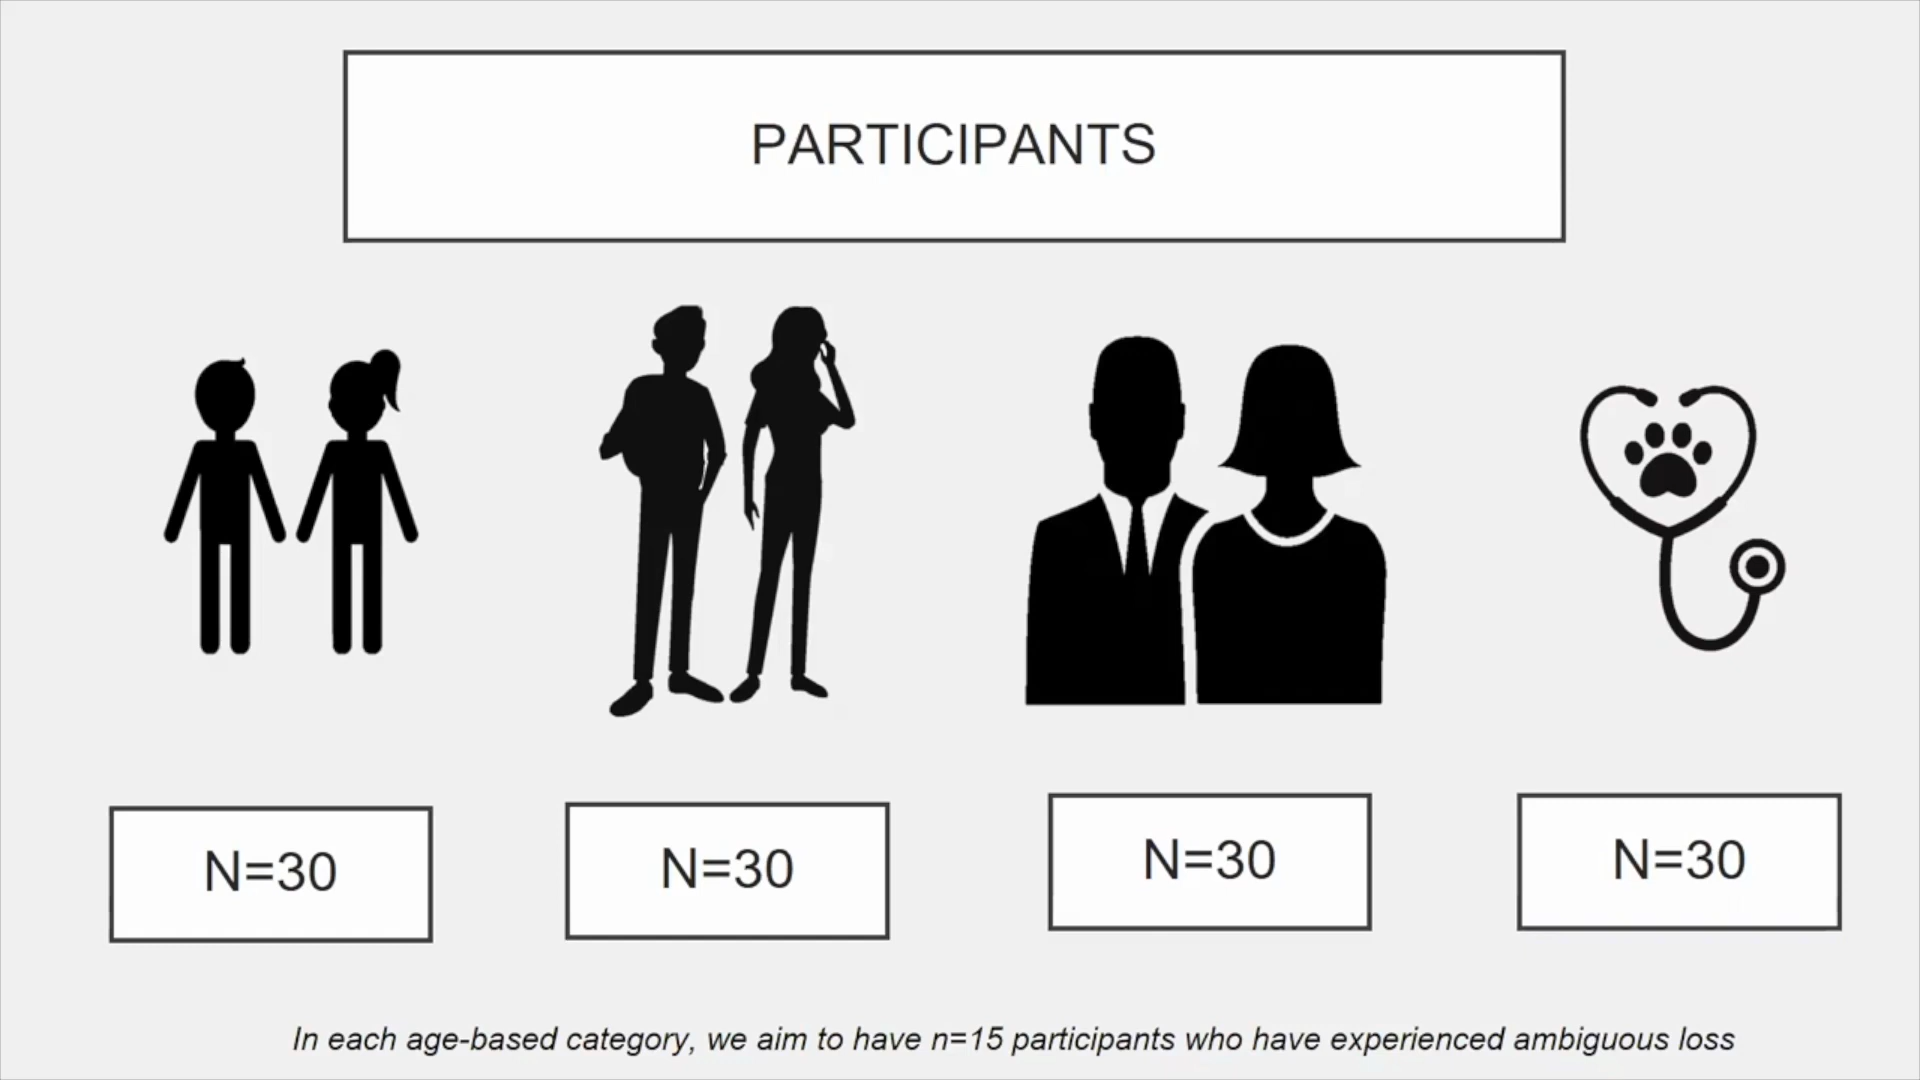 PARTICIPANTS
N=30
N=30
N=30
N=30
In each age-based category, we aim to have n=15 participants who have experienced ambiguous loss